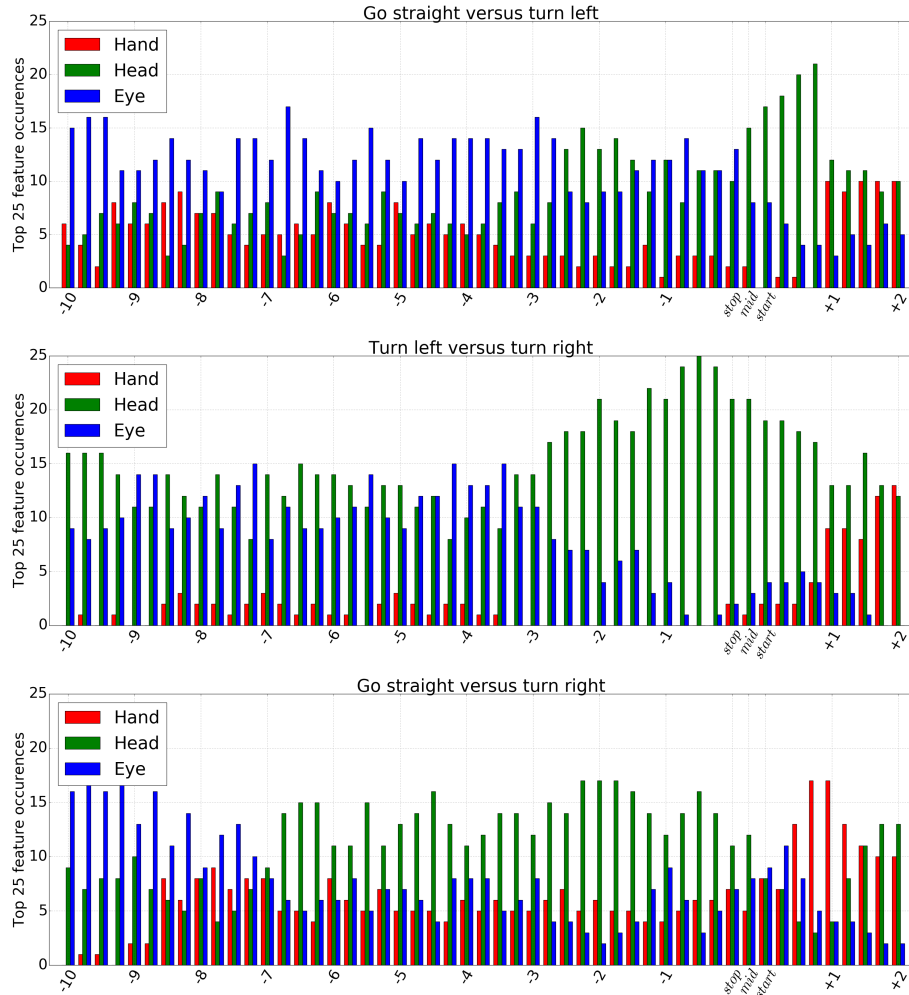 Go straight versus turn left
Top 25 feature occurences
25
20
15
10
5
0
Hand
Head
Eye
-10 -9 -8 -7 -6 -5 -4 -3 -2 -1 stop mid start +1 +2
Turn left versus turn right
Top 25 feature occurences
25
20
15
10
5
0
Hand
Head
Eye
-10 -9 -8 -7 -6 -5 -4 -3 -2 -1 stop mid start +1 +2
Go straight versus turn right
Top 25 feature occurences
25
20
15
10
5
0
Hand
Head
Eye
-10 -9 -8 -7 -6 -5 -4 -3 -2 -1 stop mid start +1 +2